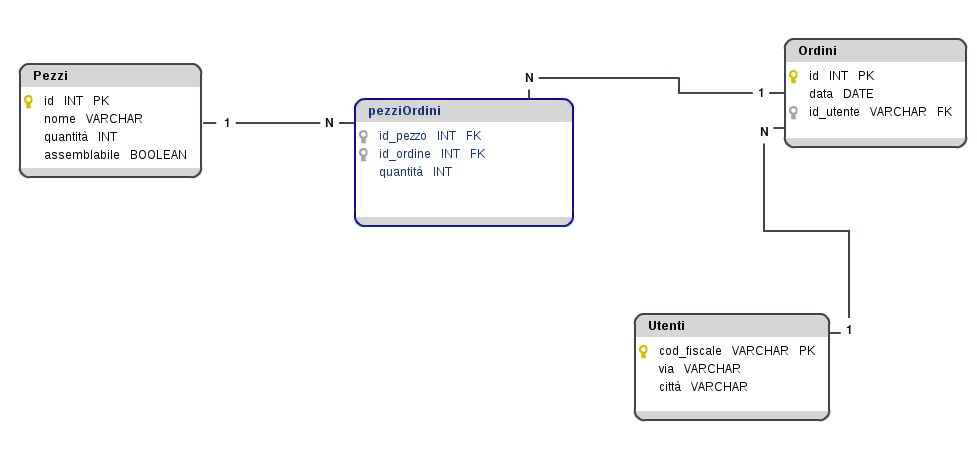 Pezzi
id INT PK
nome VARCHAR
quantità INT
assemblabile BOOLEAN
1
N
pezziOrdini
id_pezzo INT FK
id_ordine INT FK
quantità INT
N
1
Ordini
id INT PK
data DATE
id_utente VARCHAR FK
N
1
Utenti
cod_fiscale VARCHAR PK
via VARCHAR
città VARCHAR